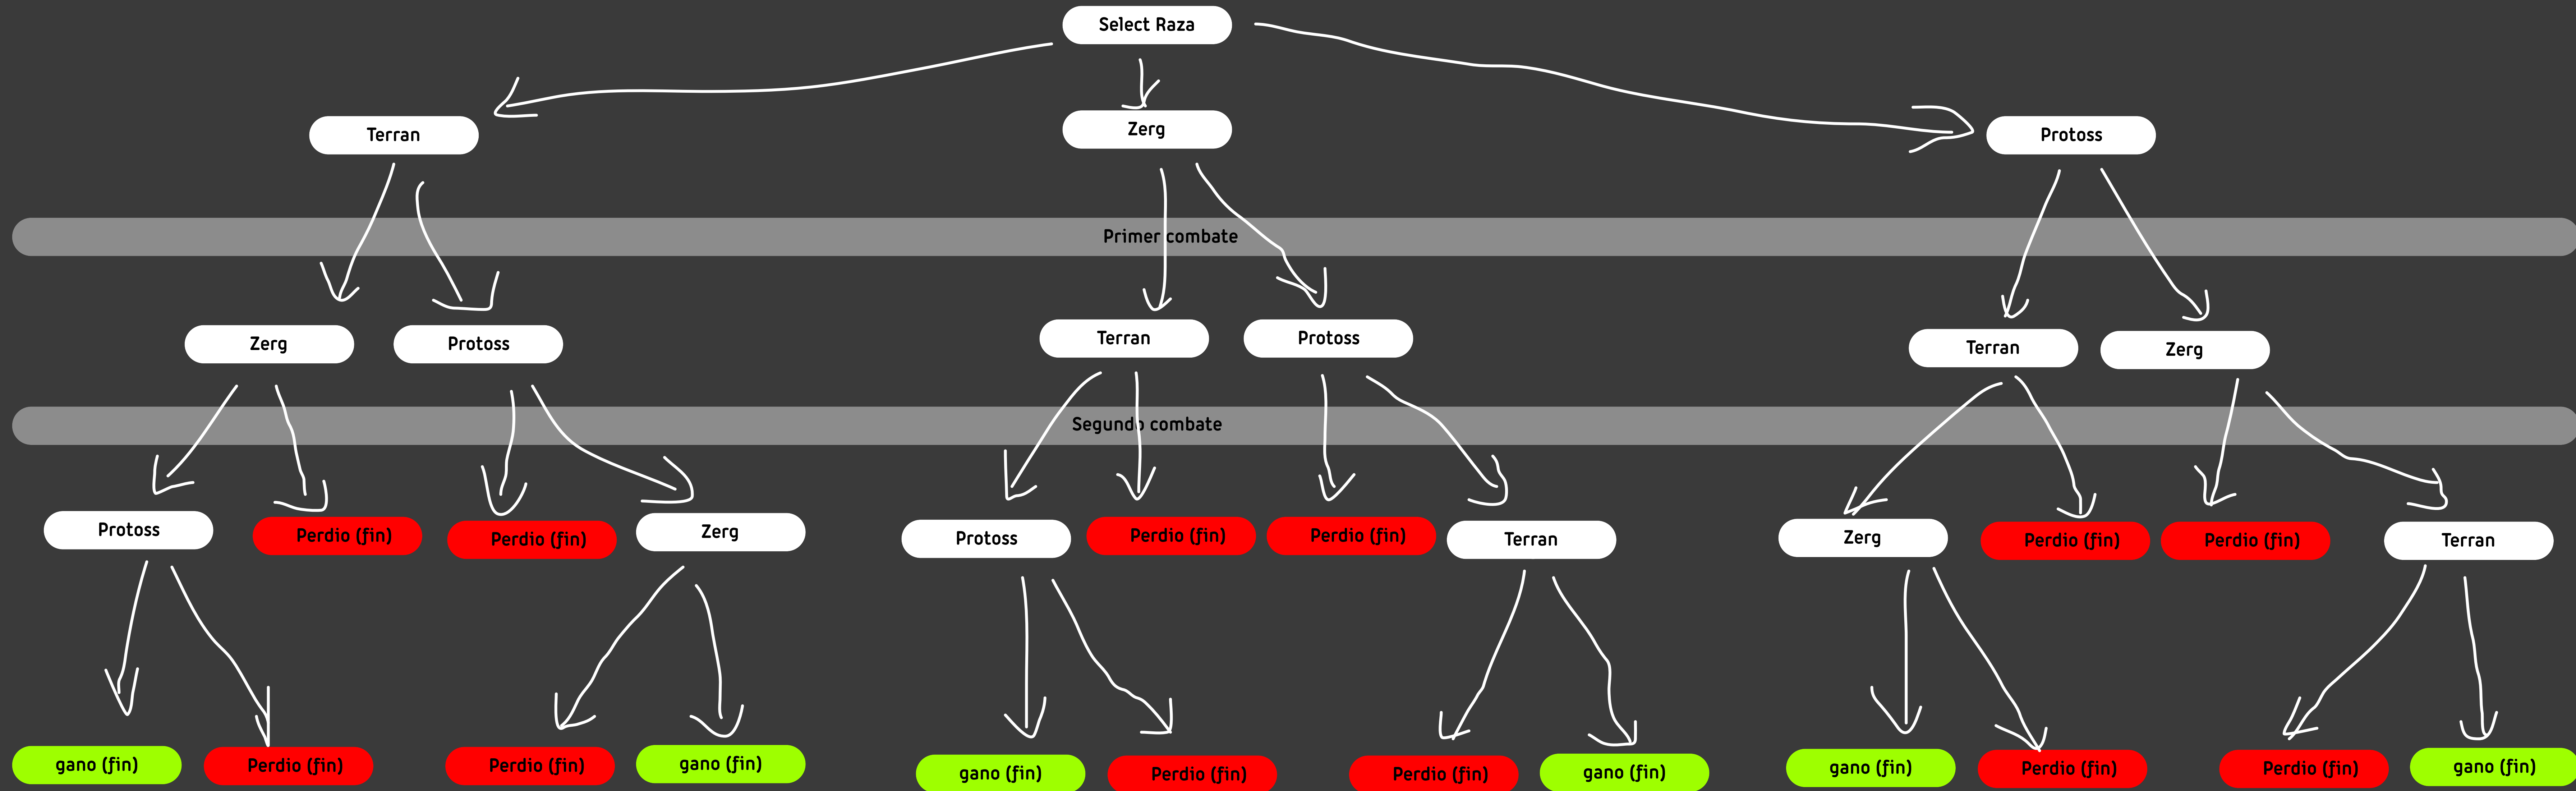 Select Raza
Terran
Zerg
Protoss
Primer combate
Zerg
Protoss
Terran
Protoss
Terran
Zerg
Segundo combate
Protoss
Perdio (fin)
Perdio (fin)
Zerg
Protoss
Perdio (fin)
Perdio (fin)
Terran
Zerg
Perdio (fin)
Perdio (fin)
Terran
gano (fin)
Perdio (fin)
Perdio (fin)
gano (fin)
gano (fin)
Perdio (fin)
Perdio (fin)
gano (fin)
gano (fin)
Perdio (fin)
Perdio (fin)
gano (fin)